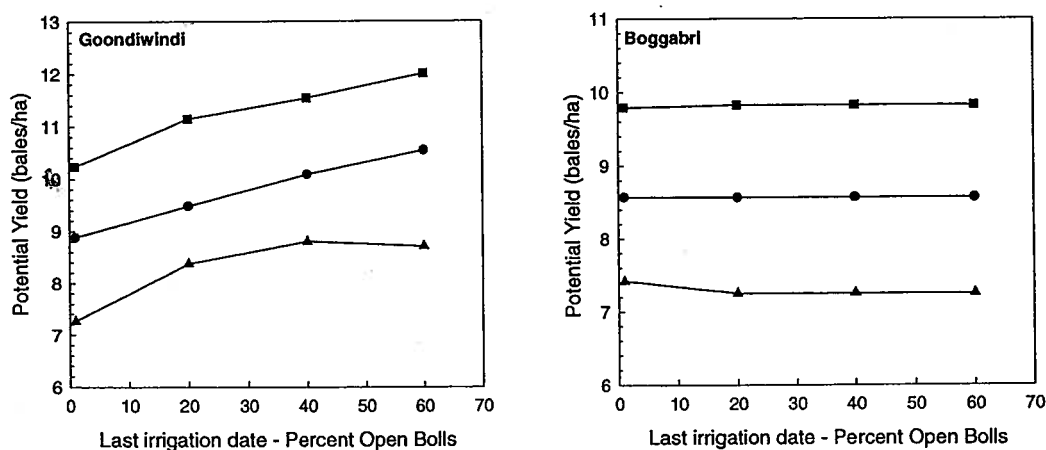 Goondiwindi
Potential Yield (bales/ha)
13
12
11
10
9
8
7
6
0 10 20 30 40 50 60 70
Last irrigation date - Percent Open Bolls
Boggabri
Potential Yield (bales/ha)
11
10
9
8
7
6
0 10 20 30 40 50 60 70
Last irrigation date - Percent Open Bolls